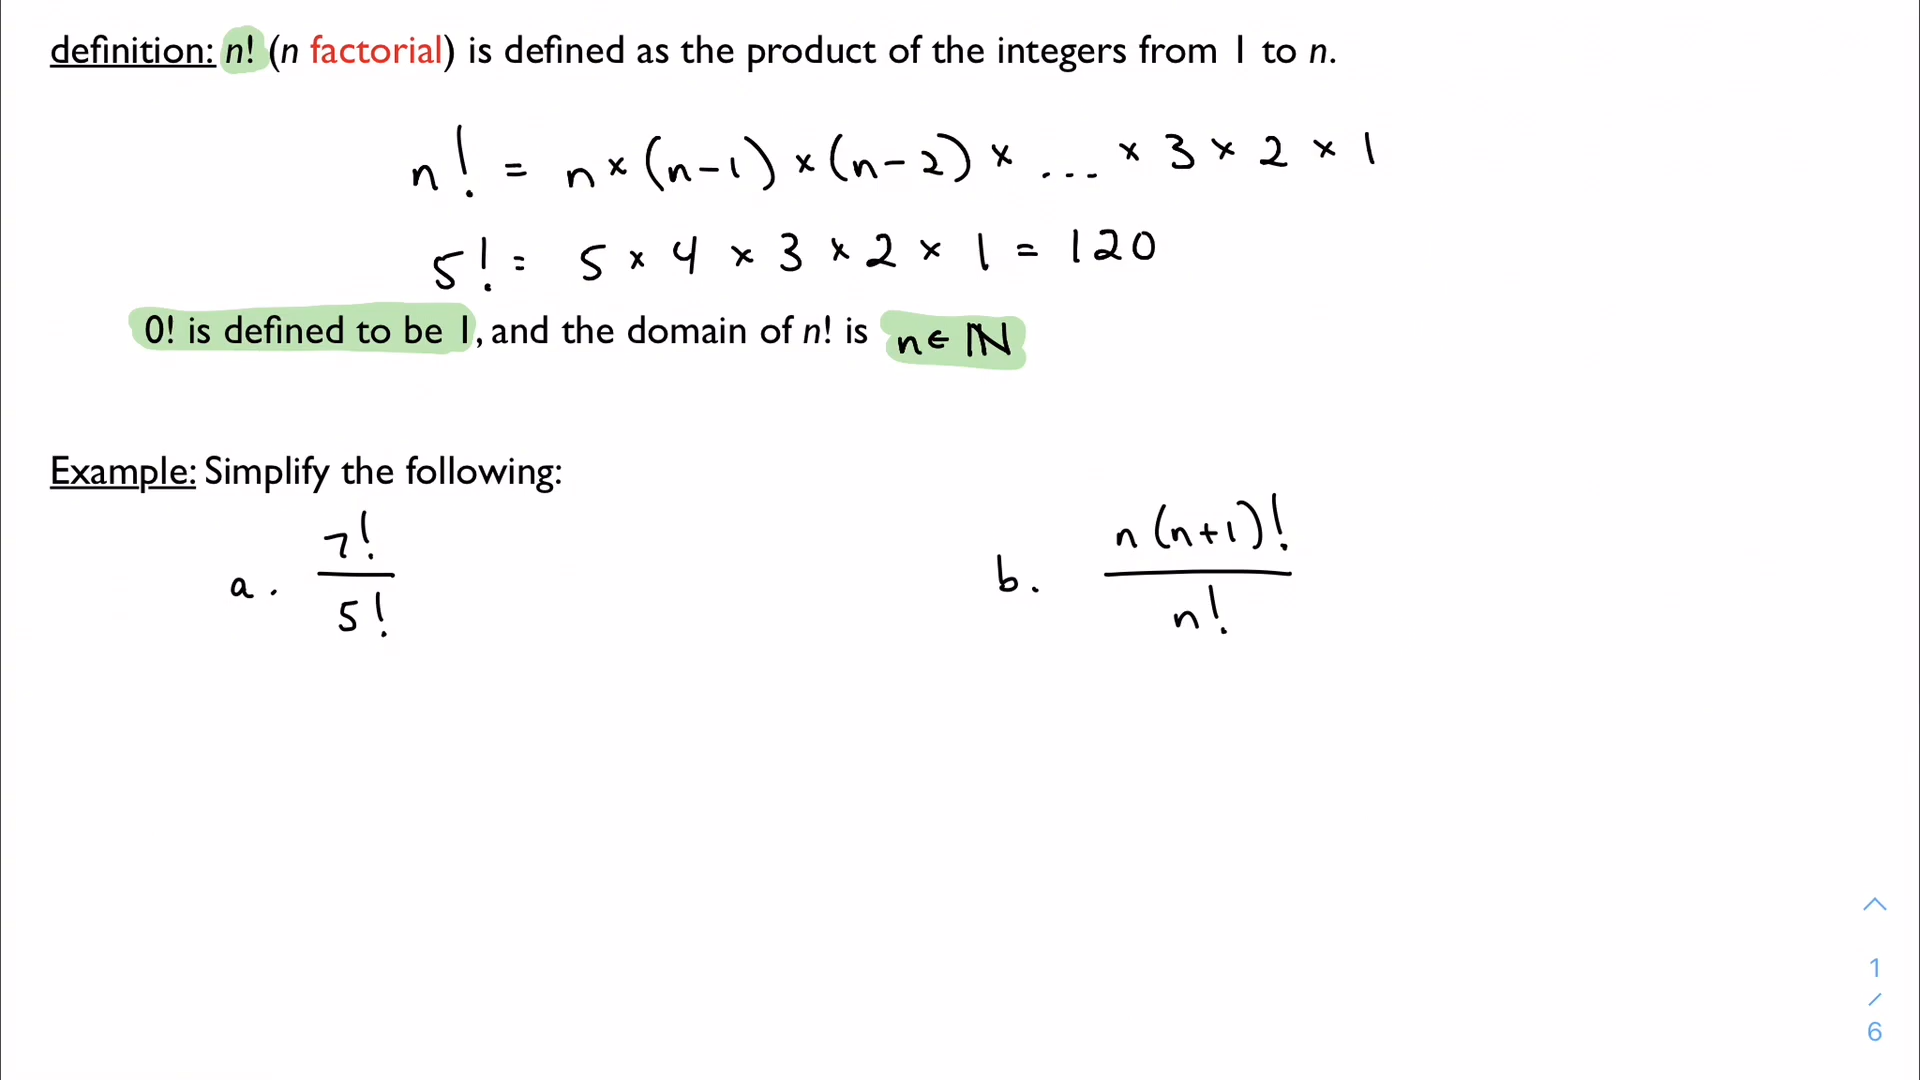 definition: n! (n factorial) is defined as the product of the integers from 1 to n.
n! = n × (n-1) × (n-2) × ... × 3 × 2 × 1
5! = 5 × 4 × 3 × 2 × 1 = 120
0! is defined to be 1, and the domain of n! is n ∈ ℕ
Example: Simplify the following:
a. 7!
5!
b. n(n+1)!
n!
1
/
6